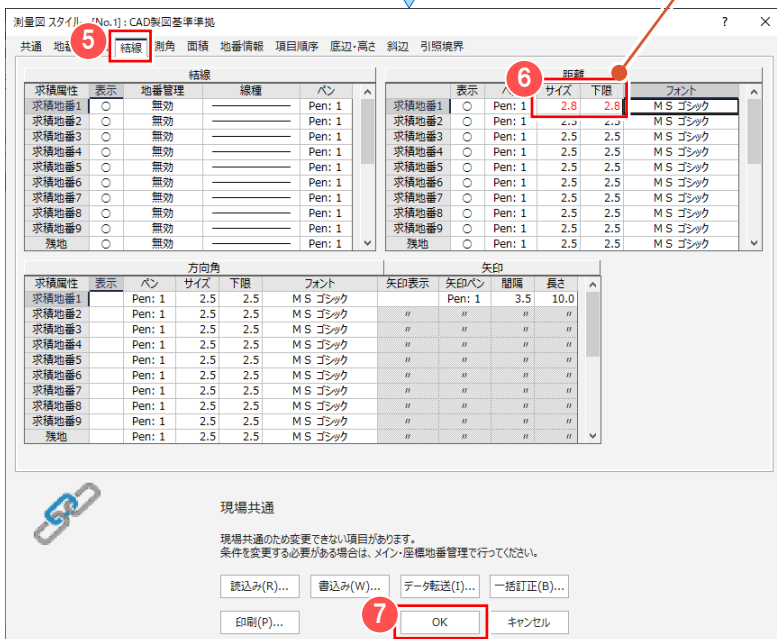 測量図 スタイル [No.1] : CAD製図基準準拠 ? ×
共通 地番 5 結線 測角 面積 地番情報 項目順序 底辺・高さ 斜辺 引照境界
結線
求積属性 表示 地番管理 線種 ペン
求積地番1 ○ 無効 Pen: 1
求積地番2 ○ 無効 Pen: 1
求積地番3 ○ 無効 Pen: 1
求積地番4 ○ 無効 Pen: 1
求積地番5 ○ 無効 Pen: 1
求積地番6 ○ 無効 Pen: 1
求積地番7 ○ 無効 Pen: 1
求積地番8 ○ 無効 Pen: 1
求積地番9 ○ 無効 Pen: 1
残地 ○ 無効 Pen: 1
6 距離
表示 サイズ 下限 フォント
求積地番1 ○ Pen: 1 2.8 2.8 ＭＳ ゴシック
求積地番2 ○ Pen: 1 2.5 2.5 ＭＳ ゴシック
求積地番3 ○ Pen: 1 2.5 2.5 ＭＳ ゴシック
求積地番4 ○ Pen: 1 2.5 2.5 ＭＳ ゴシック
求積地番5 ○ Pen: 1 2.5 2.5 ＭＳ ゴシック
求積地番6 ○ Pen: 1 2.5 2.5 ＭＳ ゴシック
求積地番7 ○ Pen: 1 2.5 2.5 ＭＳ ゴシック
求積地番8 ○ Pen: 1 2.5 2.5 ＭＳ ゴシック
求積地番9 ○ Pen: 1 2.5 2.5 ＭＳ ゴシック
残地 ○ Pen: 1 2.5 2.5 ＭＳ ゴシック
方向角 矢印
求積属性 表示 ペン サイズ 下限 フォント 矢印表示 矢印ペン 間隔 長さ
求積地番1 Pen: 1 2.5 2.5 ＭＳ ゴシック Pen: 1 3.5 10.0
求積地番2 Pen: 1 2.5 2.5 ＭＳ ゴシック 〃 〃 〃 〃
求積地番3 Pen: 1 2.5 2.5 ＭＳ ゴシック 〃 〃 〃 〃
求積地番4 Pen: 1 2.5 2.5 ＭＳ ゴシック 〃 〃 〃 〃
求積地番5 Pen: 1 2.5 2.5 ＭＳ ゴシック 〃 〃 〃 〃
求積地番6 Pen: 1 2.5 2.5 ＭＳ ゴシック 〃 〃 〃 〃
求積地番7 Pen: 1 2.5 2.5 ＭＳ ゴシック 〃 〃 〃 〃
求積地番8 Pen: 1 2.5 2.5 ＭＳ ゴシック 〃 〃 〃 〃
求積地番9 Pen: 1 2.5 2.5 ＭＳ ゴシック 〃 〃 〃 〃
残地 Pen: 1 2.5 2.5 ＭＳ ゴシック 〃 〃 〃 〃
現場共通
現場共通のため変更できない項目があります。
条件を変更する必要がある場合は、メイン・座標地番管理で行ってください。
読込み(R)... 書込み(W)... データ転送(I)... 一括訂正(B)...
印刷(P)... 7 OK キャンセル